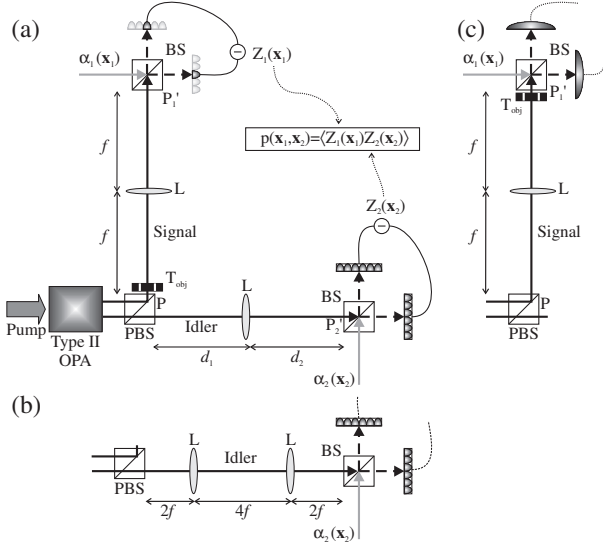 (a)
α₁(x₁)
BS
P₁'
Z₁(x₁)
−
p(x₁,x₂)=⟨Z₁(x₁)Z₂(x₂)⟩
f
L
f
Signal
T_obj
Pump
Type II
OPA
P
PBS
L
Idler
d₁
d₂
Z₂(x₂)
−
BS
P₂'
α₂(x₂)
(b)
PBS
L
Idler
L
BS
2f
4f
2f
α₂(x₂)
(c)
α₁(x₁)
BS
P₁'
T_obj
f
L
f
Signal
P
PBS